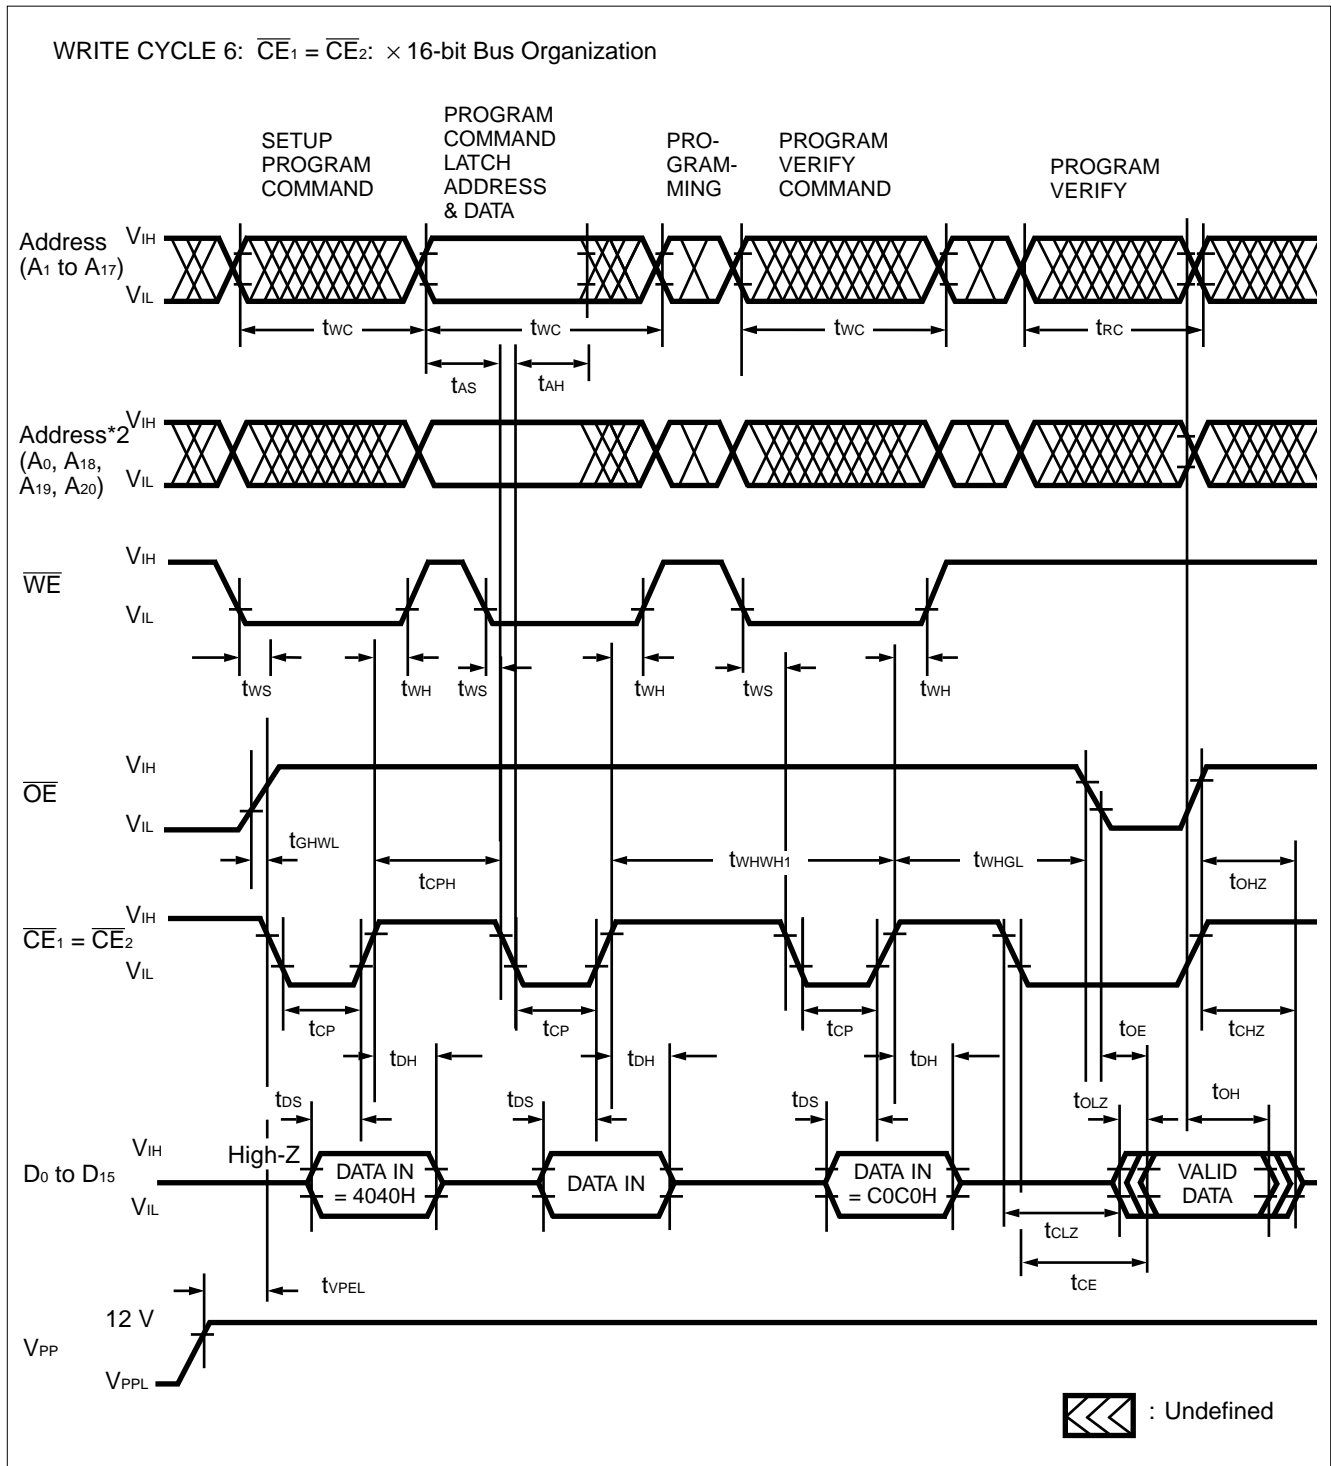 WRITE CYCLE 6: CE1 = CE2: × 16-bit Bus Organization
SETUP
PROGRAM
COMMAND
PROGRAM
COMMAND
LATCH
ADDRESS
& DATA
PRO-
GRAM-
MING
PROGRAM
VERIFY
COMMAND
PROGRAM
VERIFY
Address
(A1 to A17)
VIH
VIL
tWC
tWC
tWC
tRC
tAS
tAH
Address*2
(A0, A18,
A19, A20)
VIH
VIL
WE
VIH
VIL
tWS
tWH
tWS
tWH
tWS
tWH
OE
VIH
VIL
tGHWL
tCPH
tWHWH1
tWHGL
tOHZ
CE1 = CE2
VIH
VIL
tCP
tCP
tCP
tOE
tCHZ
tDH
tDH
tDH
tDS
tDS
tDS
tOLZ
tOH
D0 to D15
VIH
VIL
High-Z
DATA IN
= 4040H
DATA IN
DATA IN
= C0C0H
VALID
DATA
tCLZ
tCE
tVPEL
VPP
12 V
VPPL
: Undefined